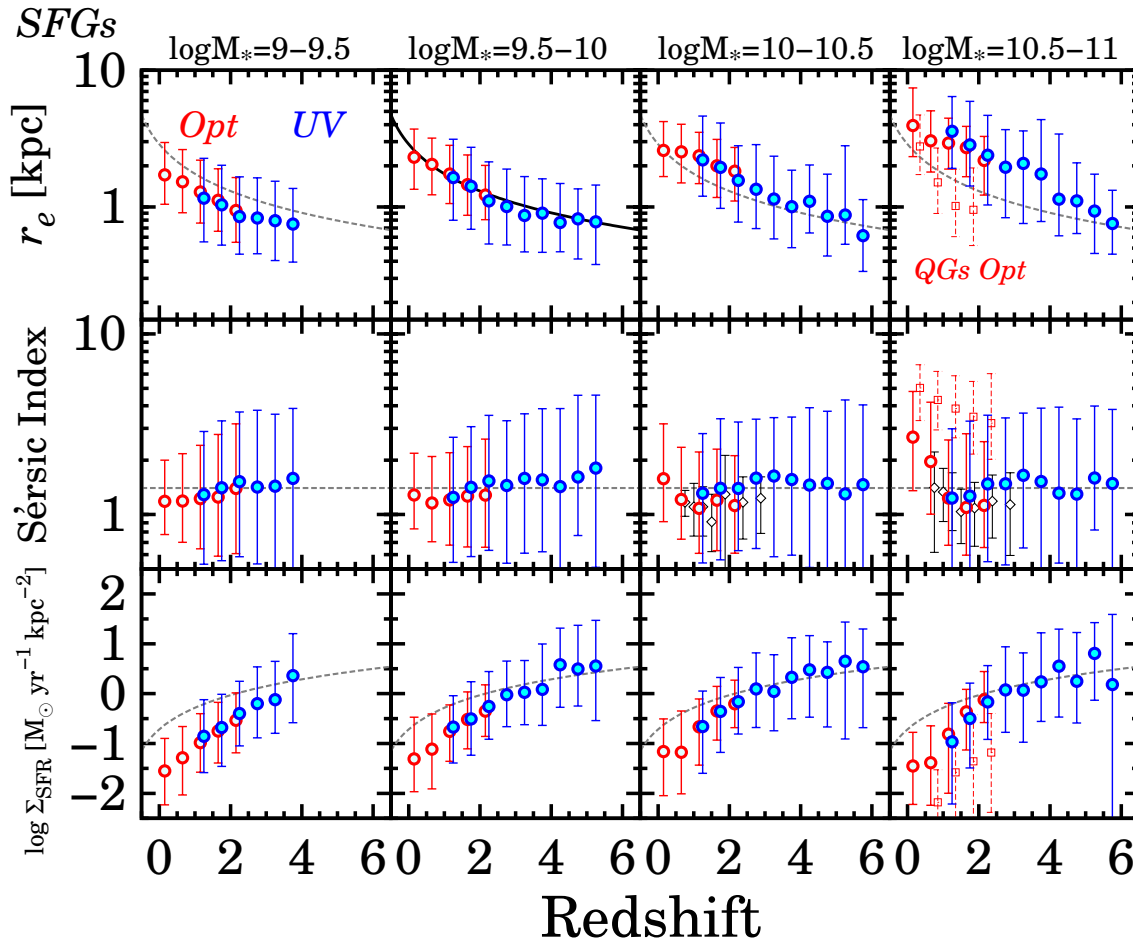 SFGs
logM*=9−9.5 logM*=9.5−10 logM*=10−10.5 logM*=10.5−11
10
Opt UV
rₑ [kpc]
1
QGs Opt
10
Sérsic Index
1
2
1
0
−1
−2
log Σ_SFR [M⊙ yr⁻¹ kpc⁻²]
0 2 4 6 0 2 4 6 0 2 4 6 0 2 4 6
Redshift